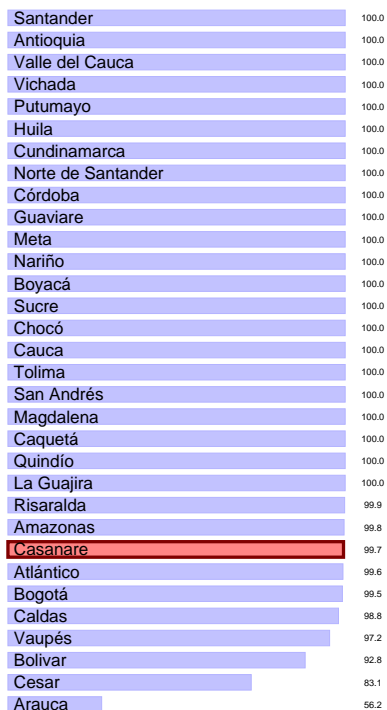 Santander 100.0
Antioquia 100.0
Valle del Cauca 100.0
Vichada 100.0
Putumayo 100.0
Huila 100.0
Cundinamarca 100.0
Norte de Santander 100.0
Córdoba 100.0
Guaviare 100.0
Meta 100.0
Nariño 100.0
Boyacá 100.0
Sucre 100.0
Chocó 100.0
Cauca 100.0
Tolima 100.0
San Andrés 100.0
Magdalena 100.0
Caquetá 100.0
Quindío 100.0
La Guajira 100.0
Risaralda 99.9
Amazonas 99.8
Casanare 99.7
Atlántico 99.6
Bogotá 99.5
Caldas 98.8
Vaupés 97.2
Bolivar 92.8
Cesar 83.1
Arauca 56.2